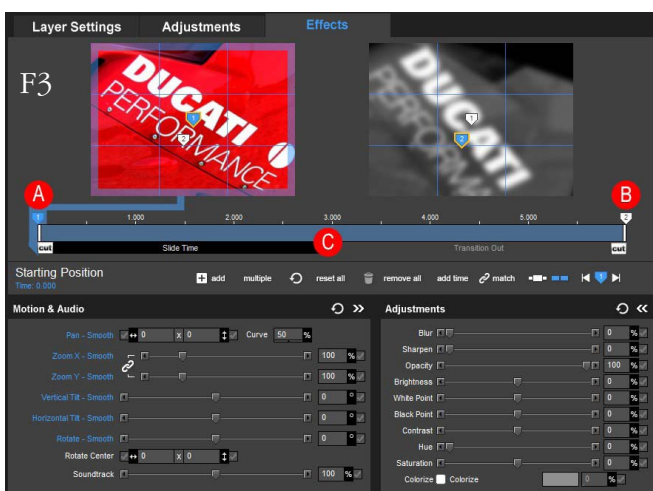 Layer Settings Adjustments Effects
F3
DUCATI
PERFORMANCE
1
2
DUCATI
PERFORMANCE
1
2
A B
1 1.000 2.000 3.000 4.000 5.000 2
cut Slide Time C Transition Out cut
Starting Position
Time: 0.000
add multiple reset all remove all add time match 1
Motion & Audio
Pan - Smooth 0 x 0 Curve 50 %
Zoom X - Smooth 100 %
Zoom Y - Smooth 100 %
Vertical Tilt - Smooth 0 °
Horizontal Tilt - Smooth 0 °
Rotate - Smooth 0 °
Rotate Center 0 x 0
Soundtrack 100 %
Adjustments
Blur 0 %
Sharpen 0 %
Opacity 100 %
Brightness 0 %
White Point 0 %
Black Point 0 %
Contrast 0 %
Hue 0 %
Saturation 0 %
Colorize Colorize 0 %